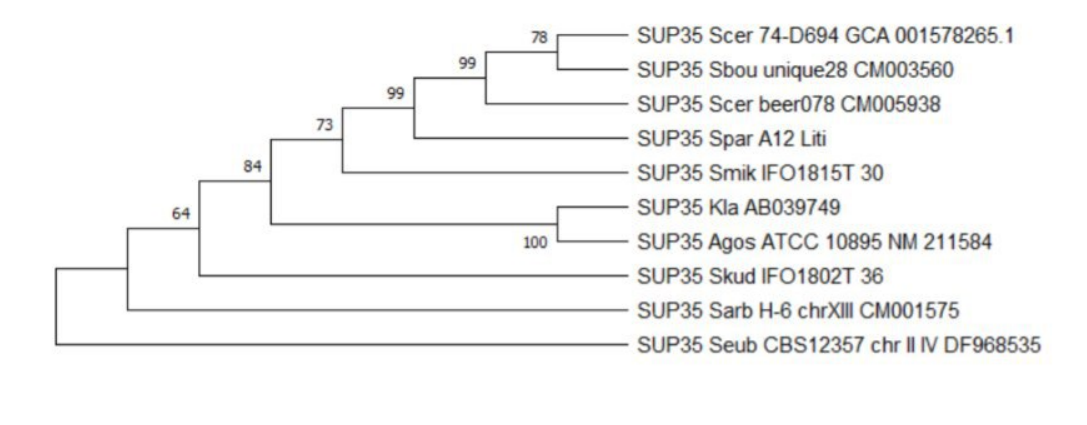 78
SUP35 Scer 74-D694 GCA 001578265.1
99
SUP35 Sbou unique28 CM003560
99
SUP35 Scer beer078 CM005938
73
SUP35 Spar A12 Liti
84
SUP35 Smik IFO1815T 30
64
SUP35 Kla AB039749
100
SUP35 Agos ATCC 10895 NM 211584
SUP35 Skud IFO1802T 36
SUP35 Sarb H-6 chrXIII CM001575
SUP35 Seub CBS12357 chr II IV DF968535